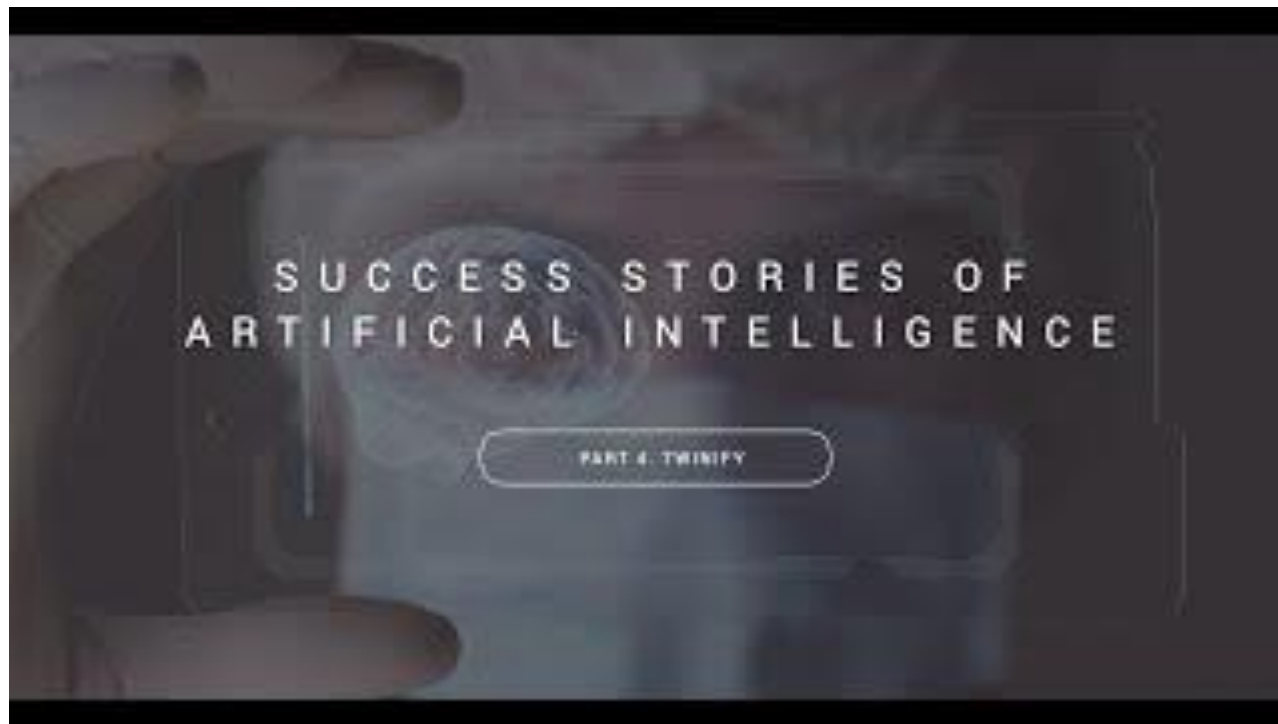 SUCCESS STORIES OF
ARTIFICIAL INTELLIGENCE
PART 4. TWINIFY